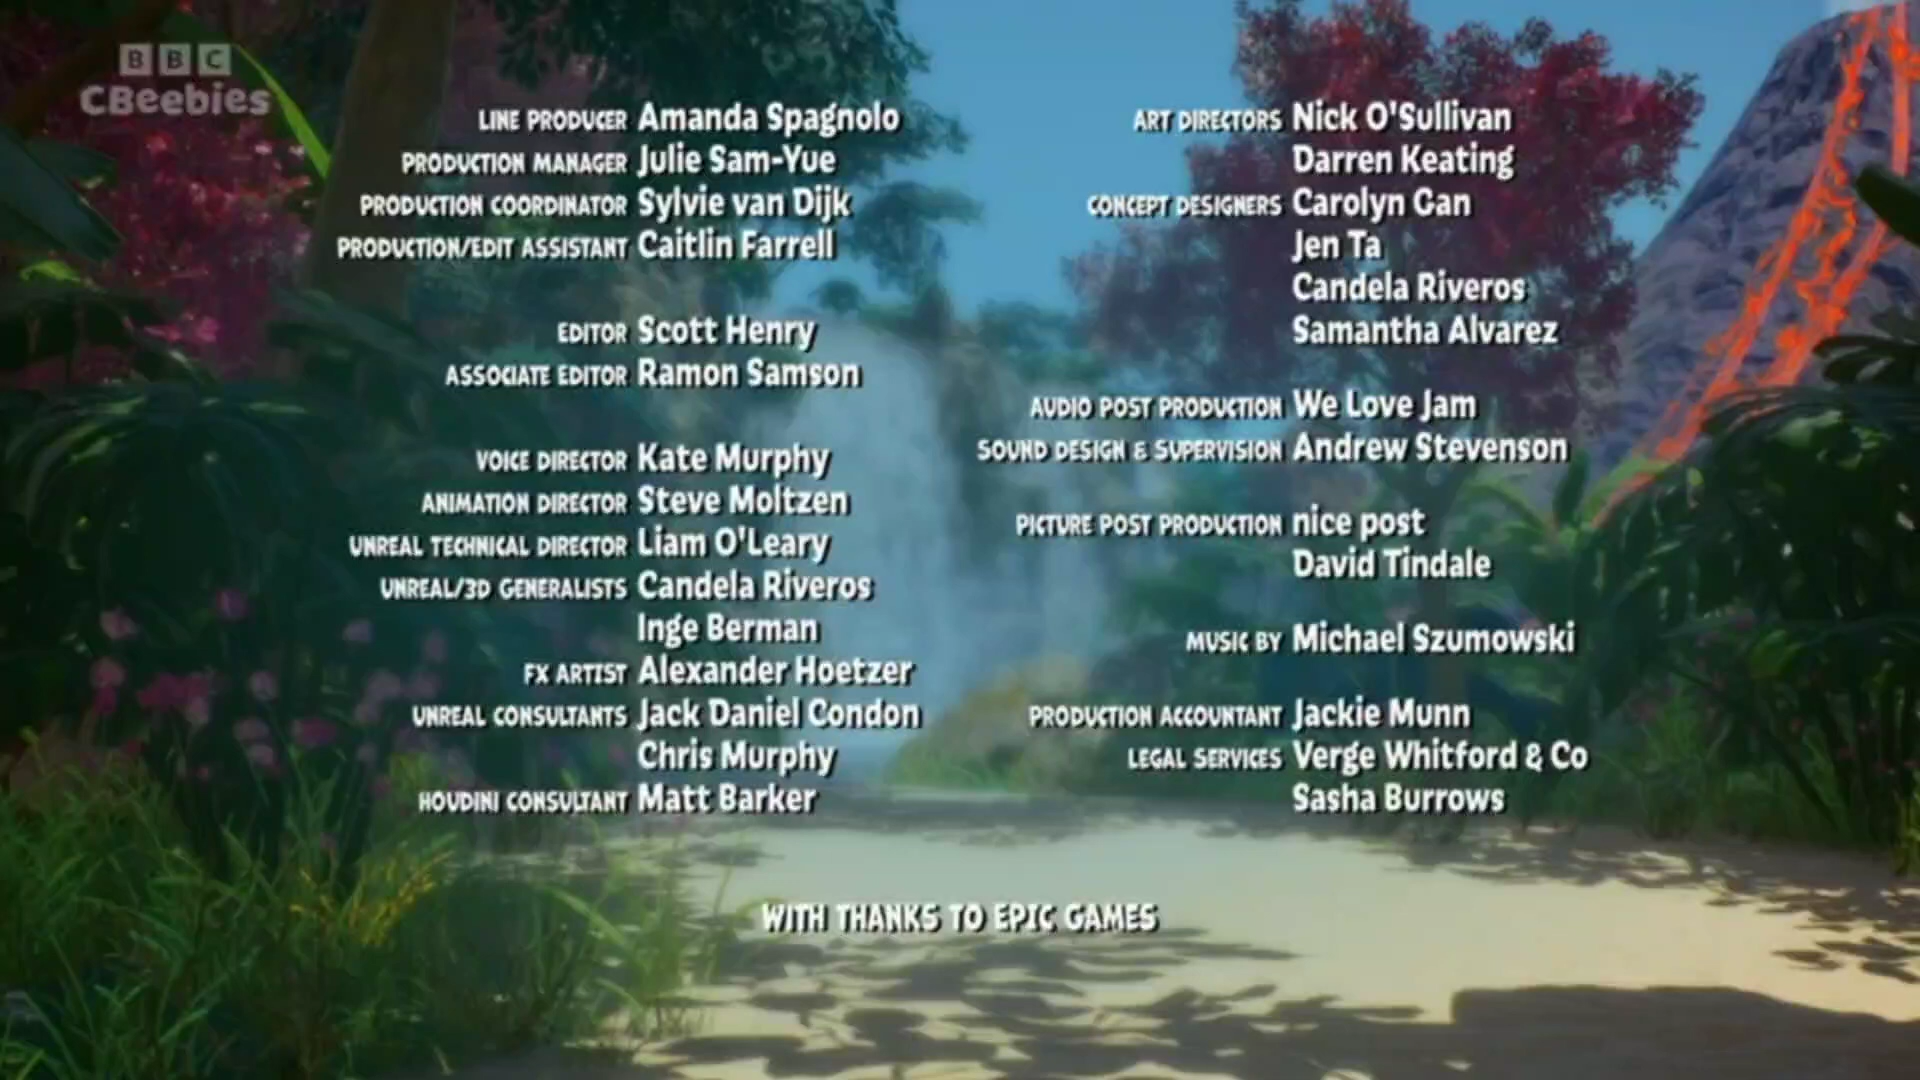 BBC
CBeebies
LINE PRODUCER Amanda Spagnolo
PRODUCTION MANAGER Julie Sam-Yue
PRODUCTION COORDINATOR Sylvie van Dijk
PRODUCTION/EDIT ASSISTANT Caitlin Farrell
EDITOR Scott Henry
ASSOCIATE EDITOR Ramon Samson
VOICE DIRECTOR Kate Murphy
ANIMATION DIRECTOR Steve Moltzen
UNREAL TECHNICAL DIRECTOR Liam O'Leary
UNREAL/3D GENERALISTS Candela Riveros
Inge Berman
FX ARTIST Alexander Hoetzer
UNREAL CONSULTANTS Jack Daniel Condon
Chris Murphy
HOUDINI CONSULTANT Matt Barker
ART DIRECTORS Nick O'Sullivan
Darren Keating
CONCEPT DESIGNERS Carolyn Gan
Jen Ta
Candela Riveros
Samantha Alvarez
AUDIO POST PRODUCTION We Love Jam
SOUND DESIGN & SUPERVISION Andrew Stevenson
PICTURE POST PRODUCTION nice post
David Tindale
MUSIC BY Michael Szumowski
PRODUCTION ACCOUNTANT Jackie Munn
LEGAL SERVICES Verge Whitford & Co
Sasha Burrows
WITH THANKS TO EPIC GAMES